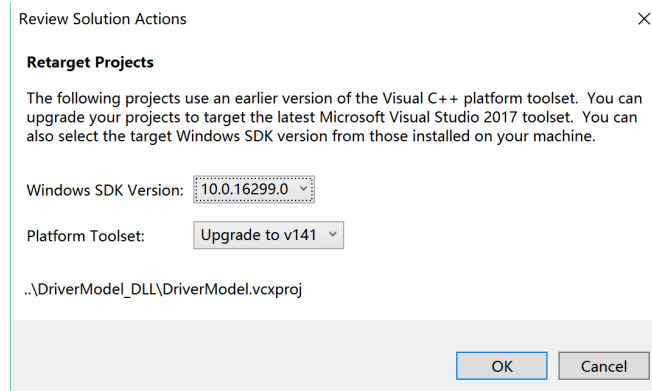 Review Solution Actions
Retarget Projects
The following projects use an earlier version of the Visual C++ platform toolset.  You can
upgrade your projects to target the latest Microsoft Visual Studio 2017 toolset.  You can
also select the target Windows SDK version from those installed on your machine.
Windows SDK Version: 10.0.16299.0
Platform Toolset: Upgrade to v141
..\DriverModel_DLL\DriverModel.vcxproj
OK Cancel